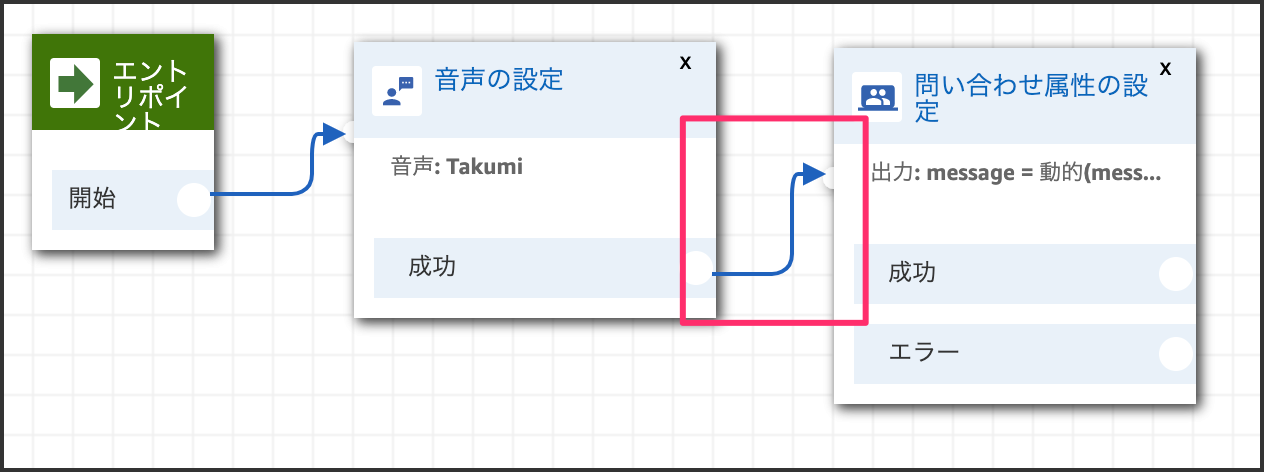 エント
リポイ
ント
開始
音声の設定
X
音声: Takumi
成功
問い合わせ属性の設
定
X
出力: message = 動的(mess...
成功
エラー